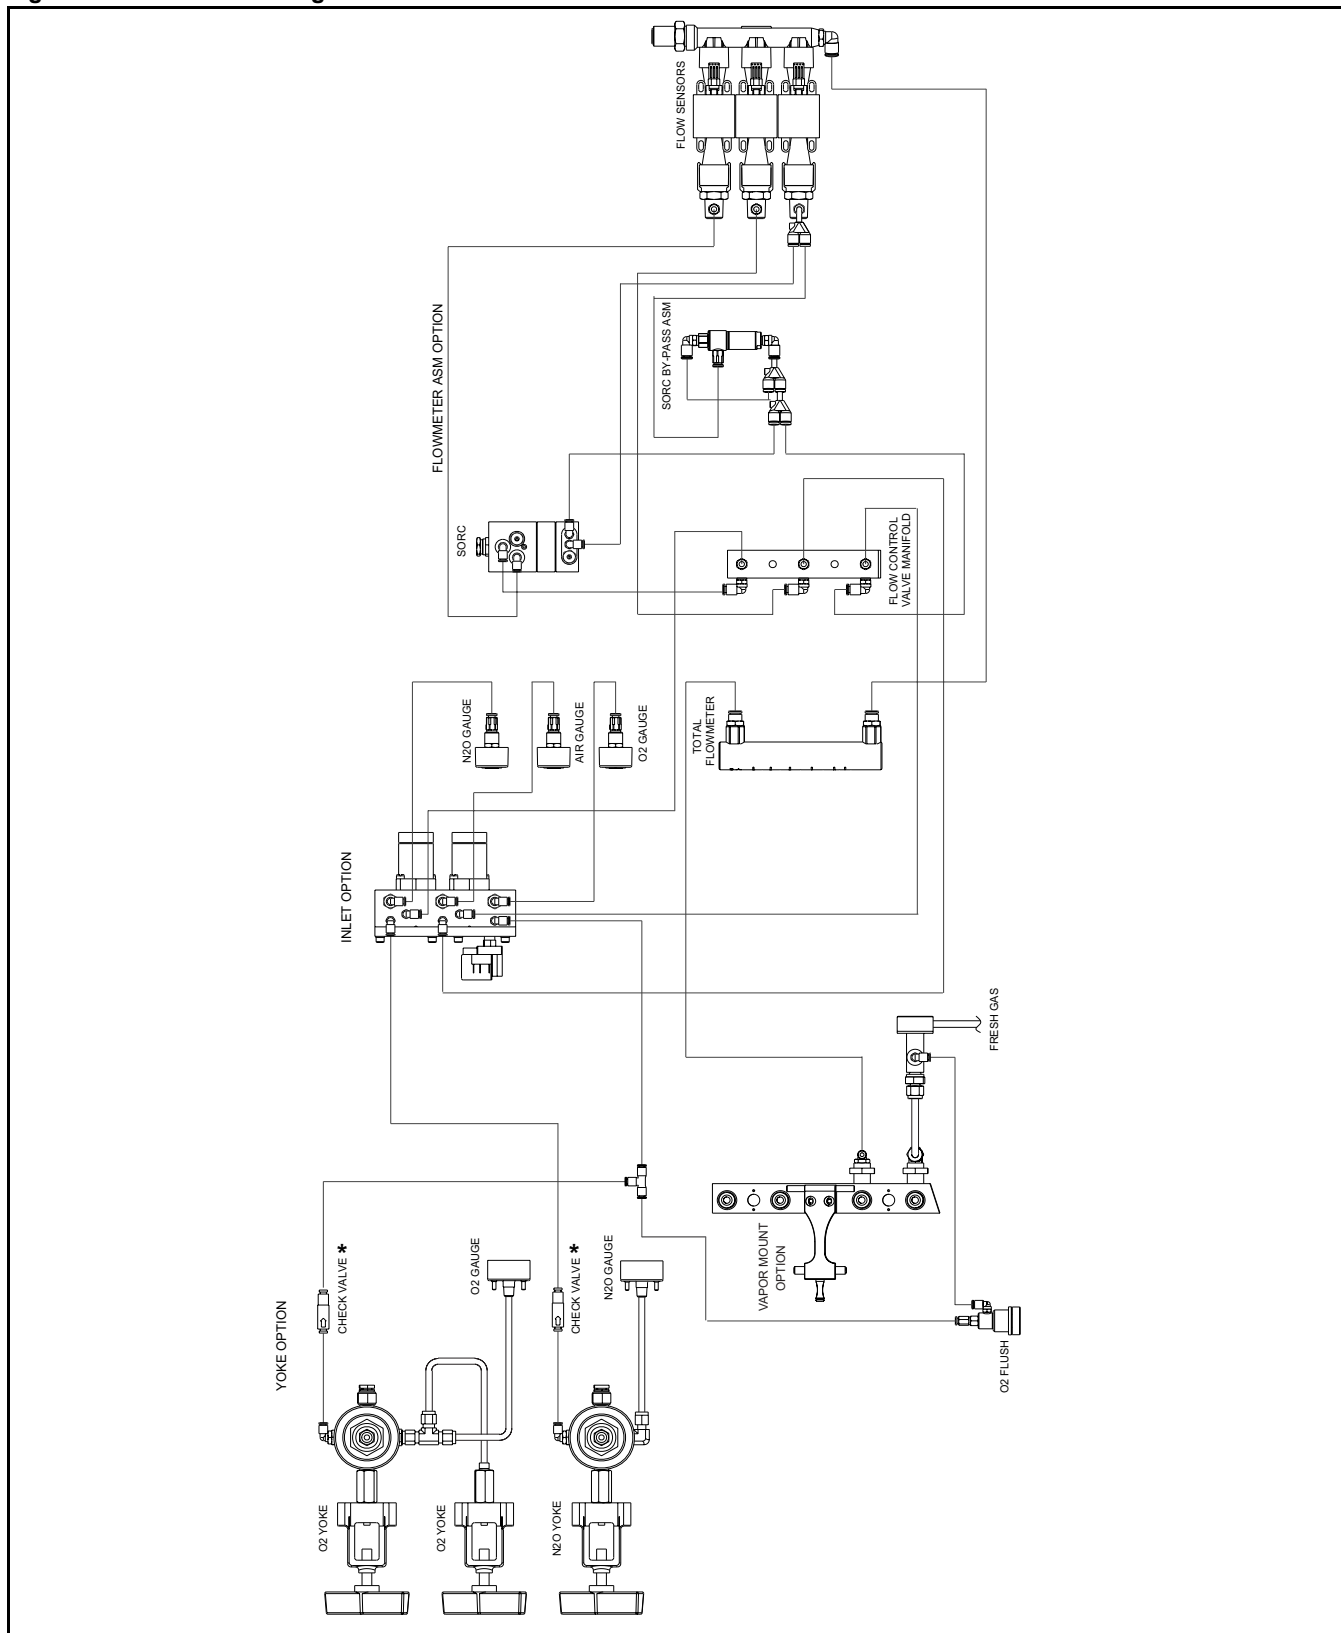 FLOW SENSORS
FLOWMETER ASM OPTION
SORC BY-PASS ASM
SORC
FLOW CONTROL
VALVE MANIFOLD
N2O GAUGE
AIR GAUGE
O2 GAUGE
TOTAL
FLOWMETER
INLET OPTION
FRESH GAS
VAPOR MOUNT
OPTION
O2 FLUSH
YOKE OPTION
CHECK VALVE *
O2 GAUGE
CHECK VALVE *
N2O GAUGE
O2 YOKE
O2 YOKE
N2O YOKE